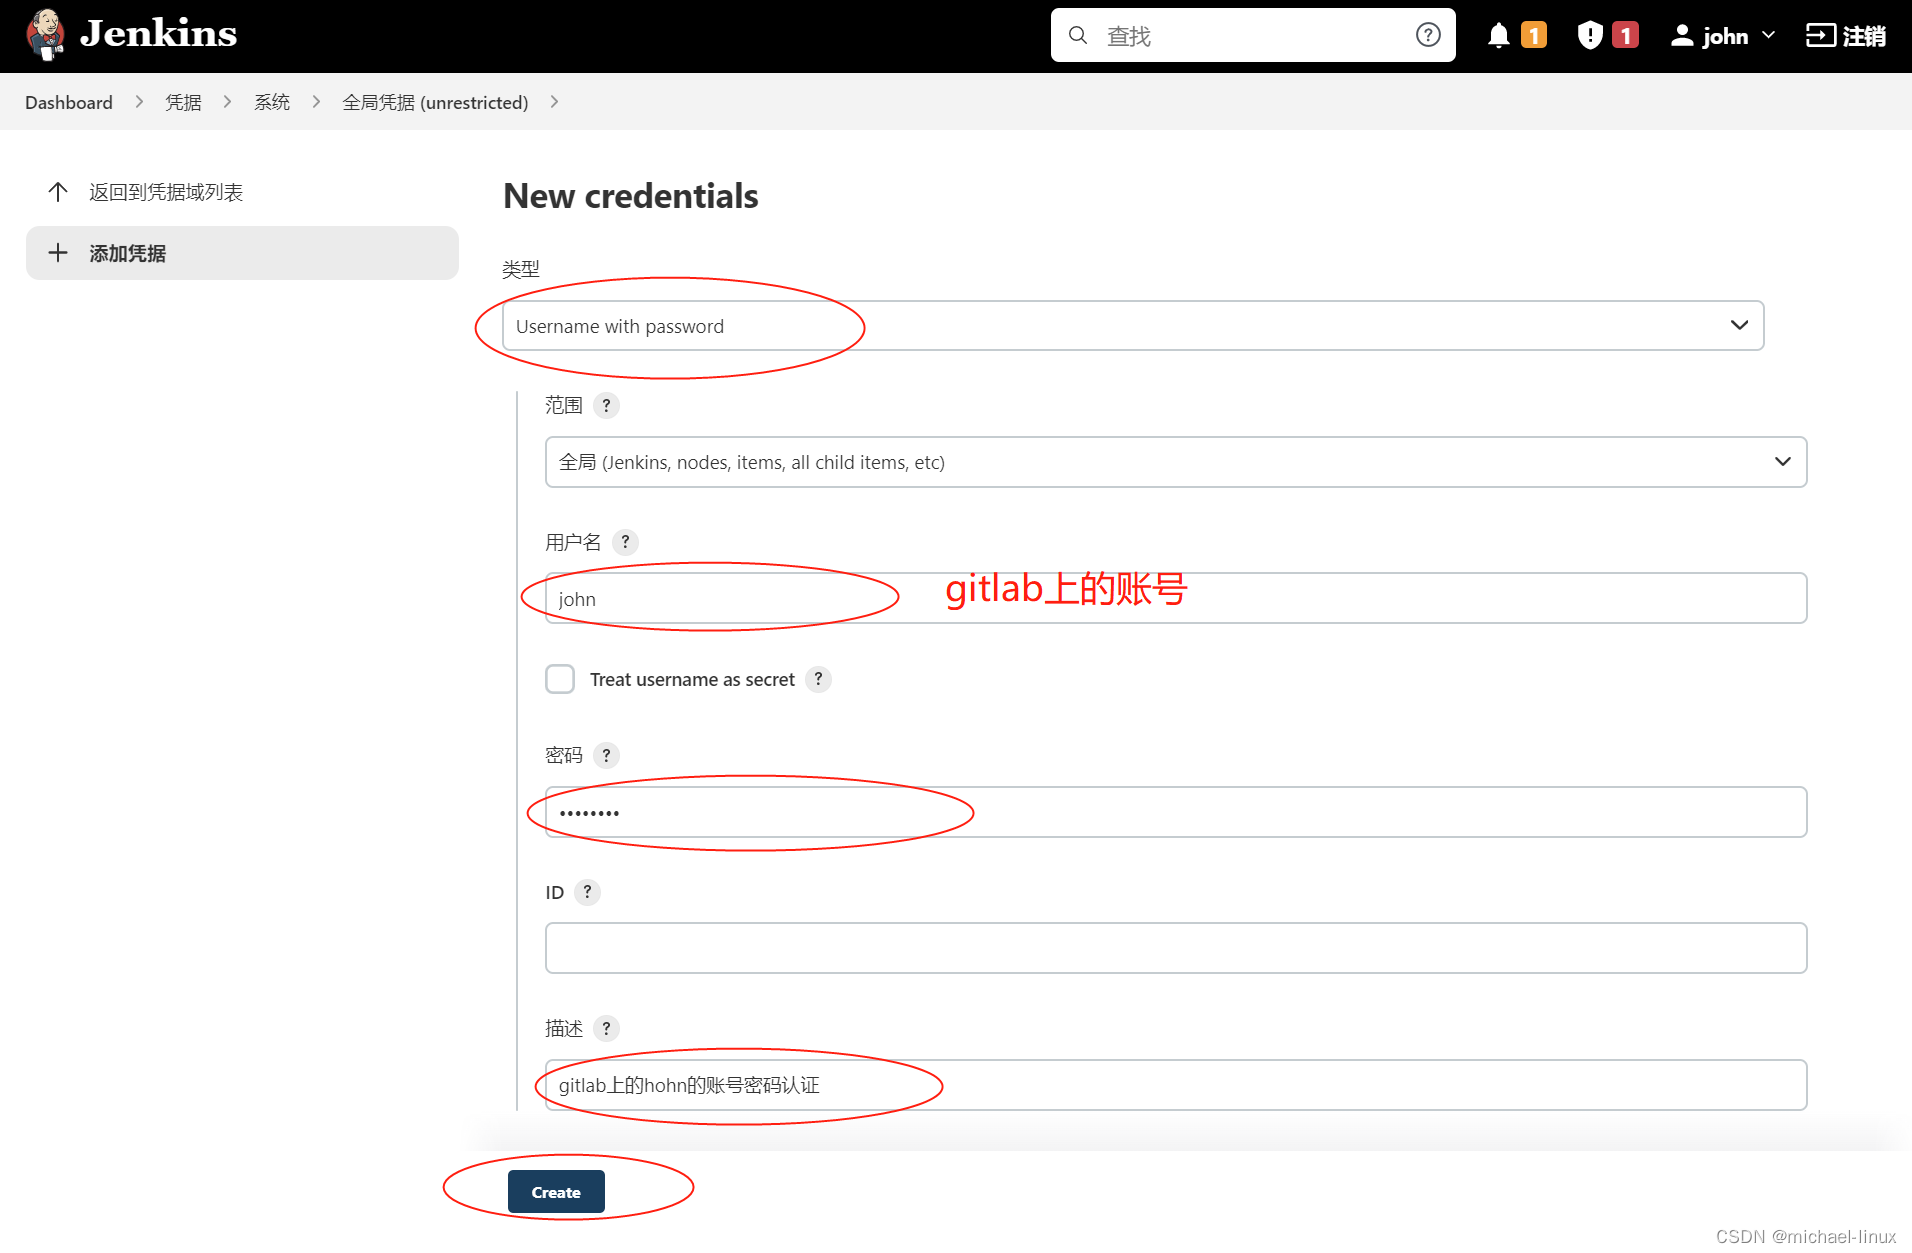 Jenkins
查找
1
1
john
注销
Dashboard
凭据
系统
全局凭据 (unrestricted)
返回到凭据域列表
添加凭据
New credentials
类型
Username with password
范围 ?
全局 (Jenkins, nodes, items, all child items, etc)
用户名 ?
john
gitlab上的账号
Treat username as secret ?
密码 ?
••••••••
ID ?
描述 ?
gitlab上的hohn的账号密码认证
Create
CSDN @michael-linux